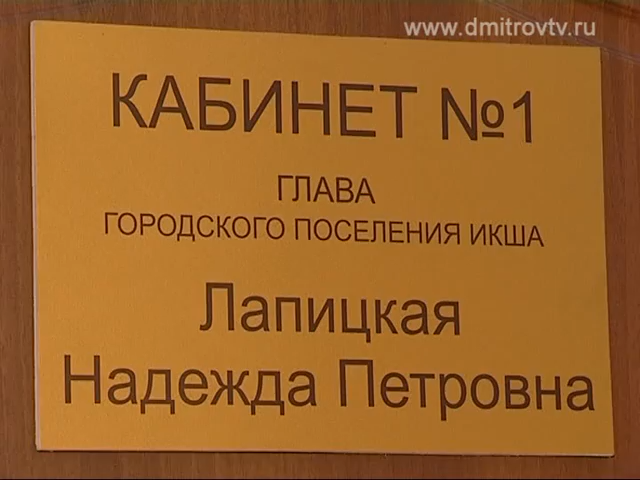 www.dmitrovtv.ru
КАБИНЕТ №1
ГЛАВА
ГОРОДСКОГО ПОСЕЛЕНИЯ ИКША
Лапицкая
Надежда Петровна